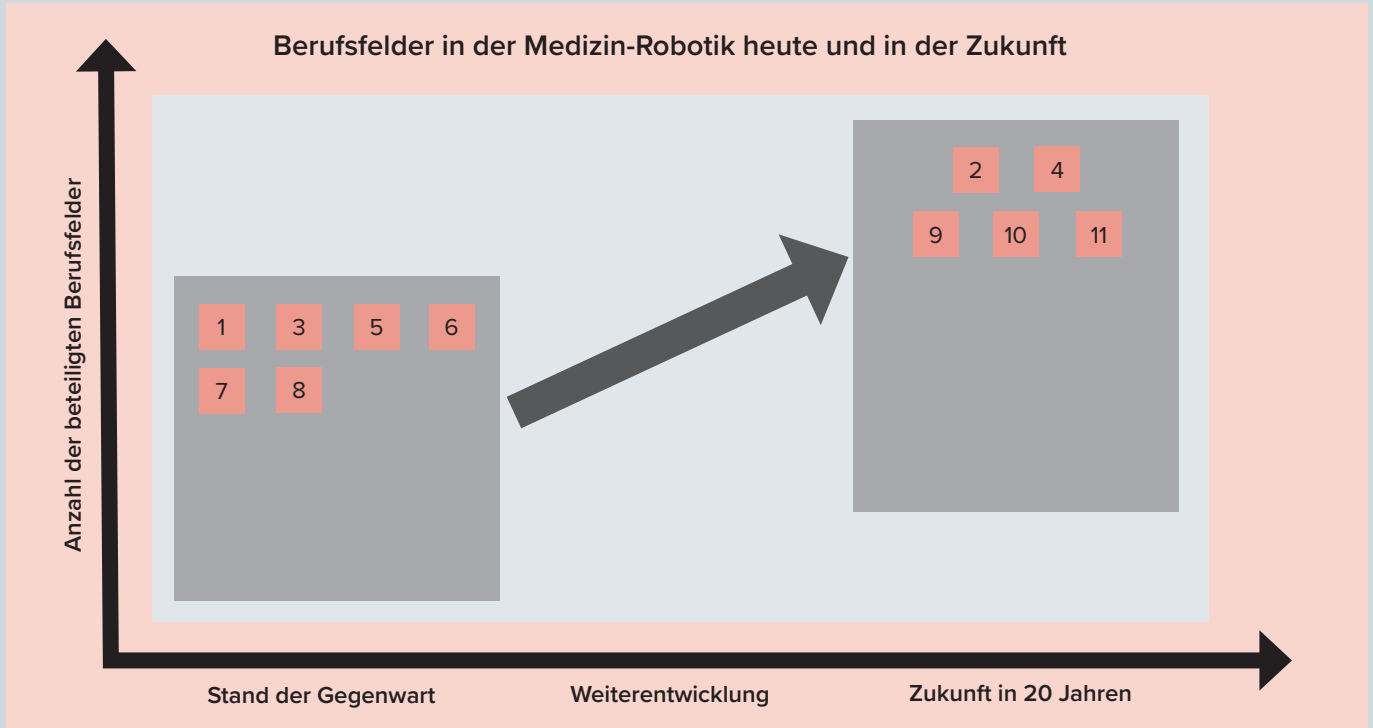 Berufsfelder in der Medizin-Robotik heute und in der Zukunft
Anzahl der beteiligten Berufsfelder
1 3 5 6
7 8
2 4
9 10 11
Stand der Gegenwart
Weiterentwicklung
Zukunft in 20 Jahren